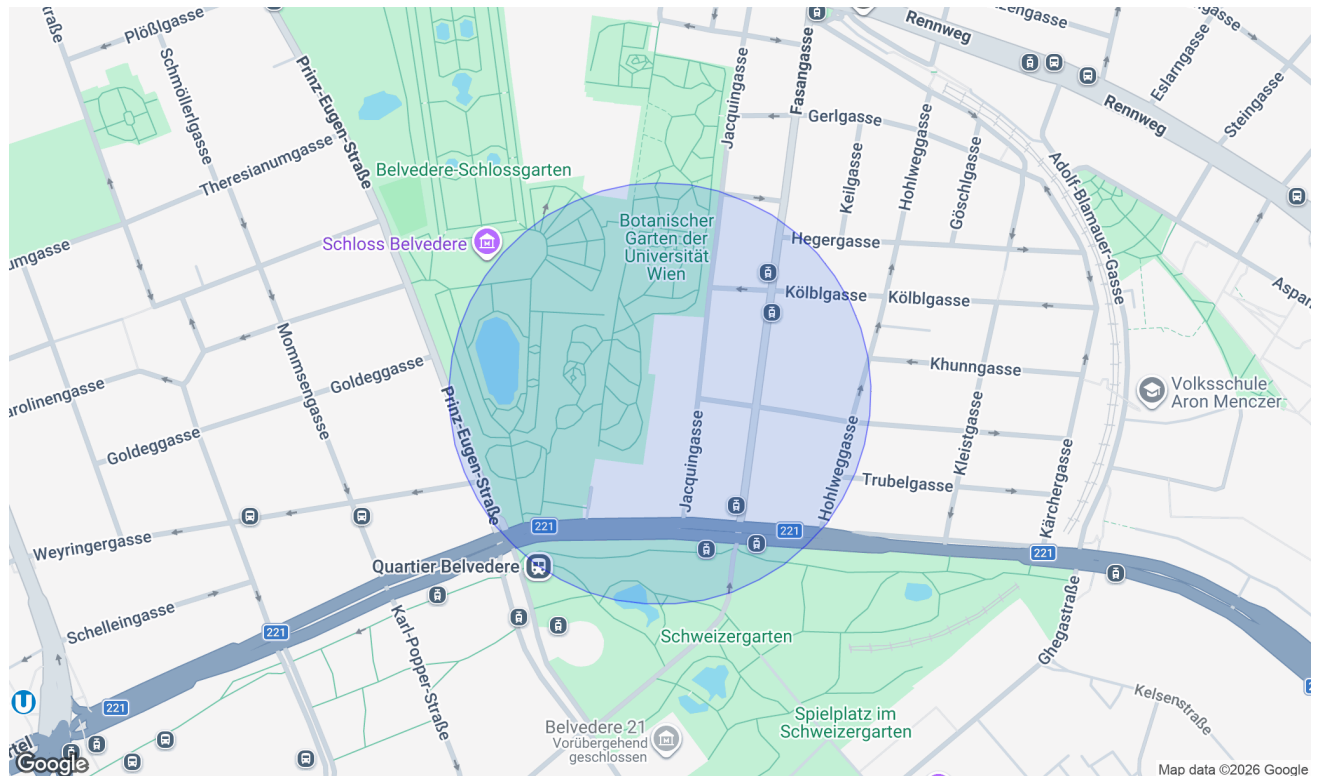 Plößlgasse
Schmöllerlgasse
Prinz-Eugen-Straße
Theresianumgasse
Belvedere-Schlossgarten
Schloss Belvedere
Botanischer
Garten der
Universität
Wien
Jacquingasse
Fasangasse
Rennweg
Rennweg
Eslarngasse
Steingasse
Gerlgasse
Keilgasse
Hohlweggasse
Göschlgasse
Adolf-Blamauer-Gasse
Hegergasse
Kölblgasse
Kölblgasse
Khunngasse
Volksschule
Aron Menczer
Mommsengasse
Goldeggasse
Goldeggasse
Prinz-Eugen-Straße
Jacquingasse
Hohlweggasse
Kleistgasse
Trubelgasse
Kärchergasse
221
221
221
Weyringergasse
Quartier Belvedere
Schelleingasse
221
Karl-Popper-Straße
Schweizergarten
Ghegastraße
Kelsenstraße
221
Belvedere 21
Vorübergehend
geschlossen
Spielplatz im
Schweizergarten
U
Google
Map data ©2026 Google